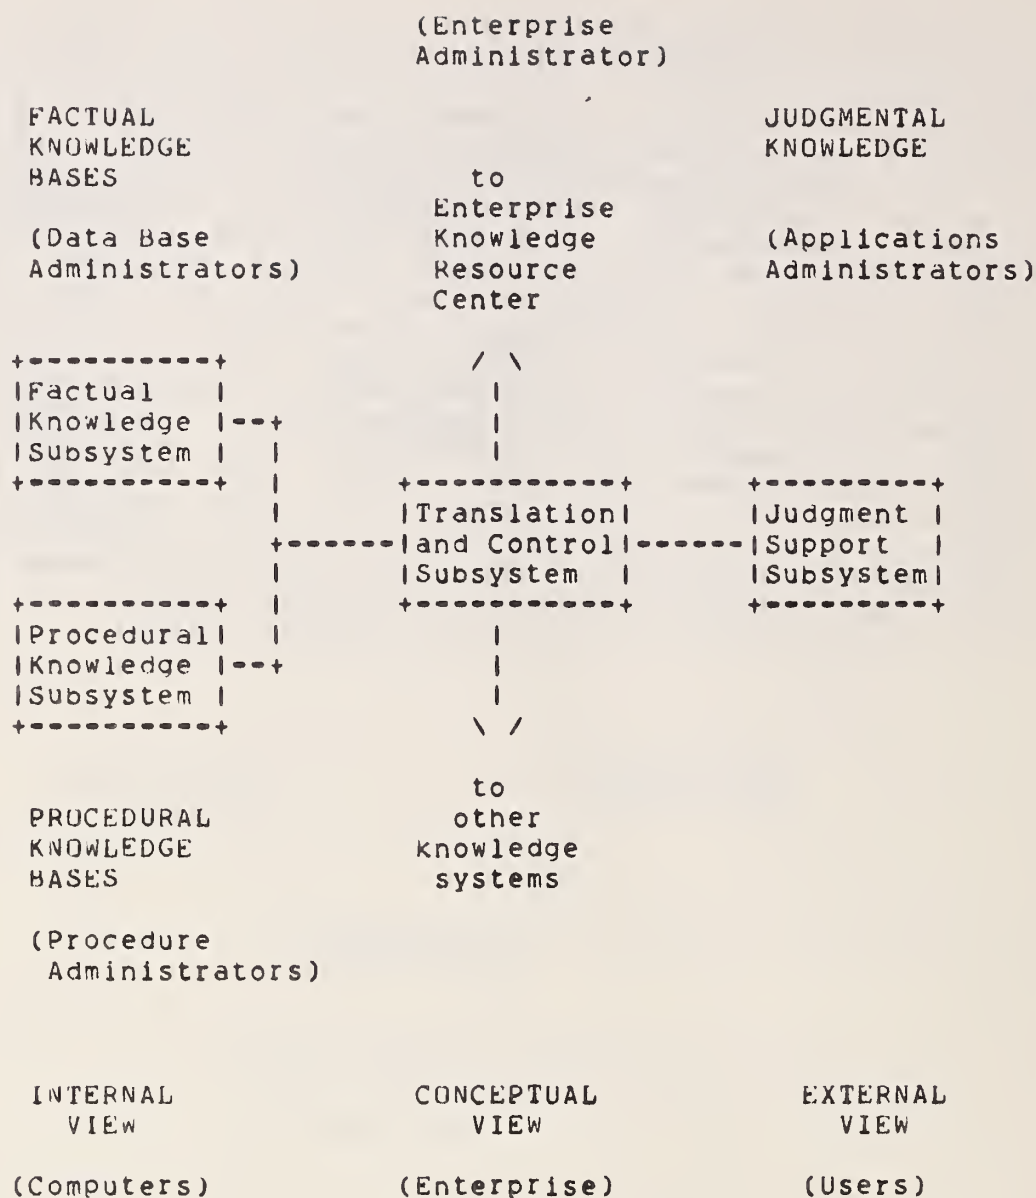 (Enterprise
Administrator)
FACTUAL
KNOWLEDGE
BASES
(Data Base
Administrators)
to
Enterprise
Knowledge
Resource
Center
JUDGMENTAL
KNOWLEDGE
(Applications
Administrators)
Factual
Knowledge
Subsystem
Translation
and Control
Subsystem
Judgment
Support
Subsystem
Procedural
Knowledge
Subsystem
PROCEDURAL
KNOWLEDGE
BASES
(Procedure
Administrators)
to
other
Knowledge
systems
INTERNAL
VIEW
(Computers)
CONCEPTUAL
VIEW
(Enterprise)
EXTERNAL
VIEW
(Users)